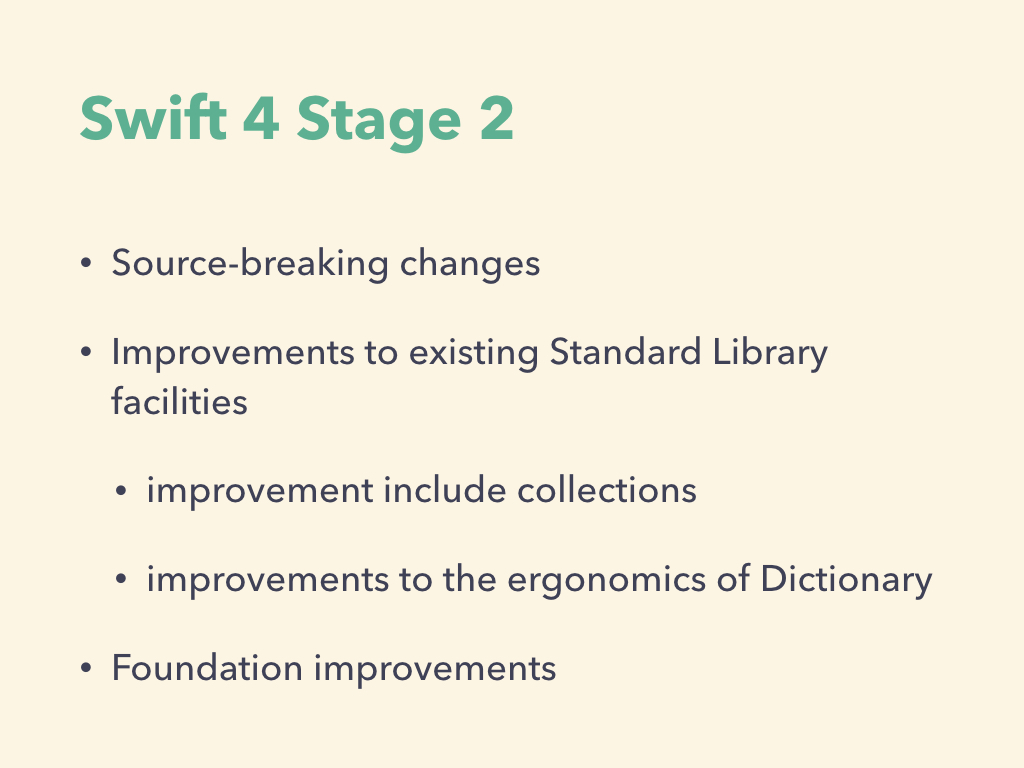 Swift 4 Stage 2
• Source-breaking changes
• Improvements to existing Standard Library
facilities
• improvement include collections
• improvements to the ergonomics of Dictionary
• Foundation improvements